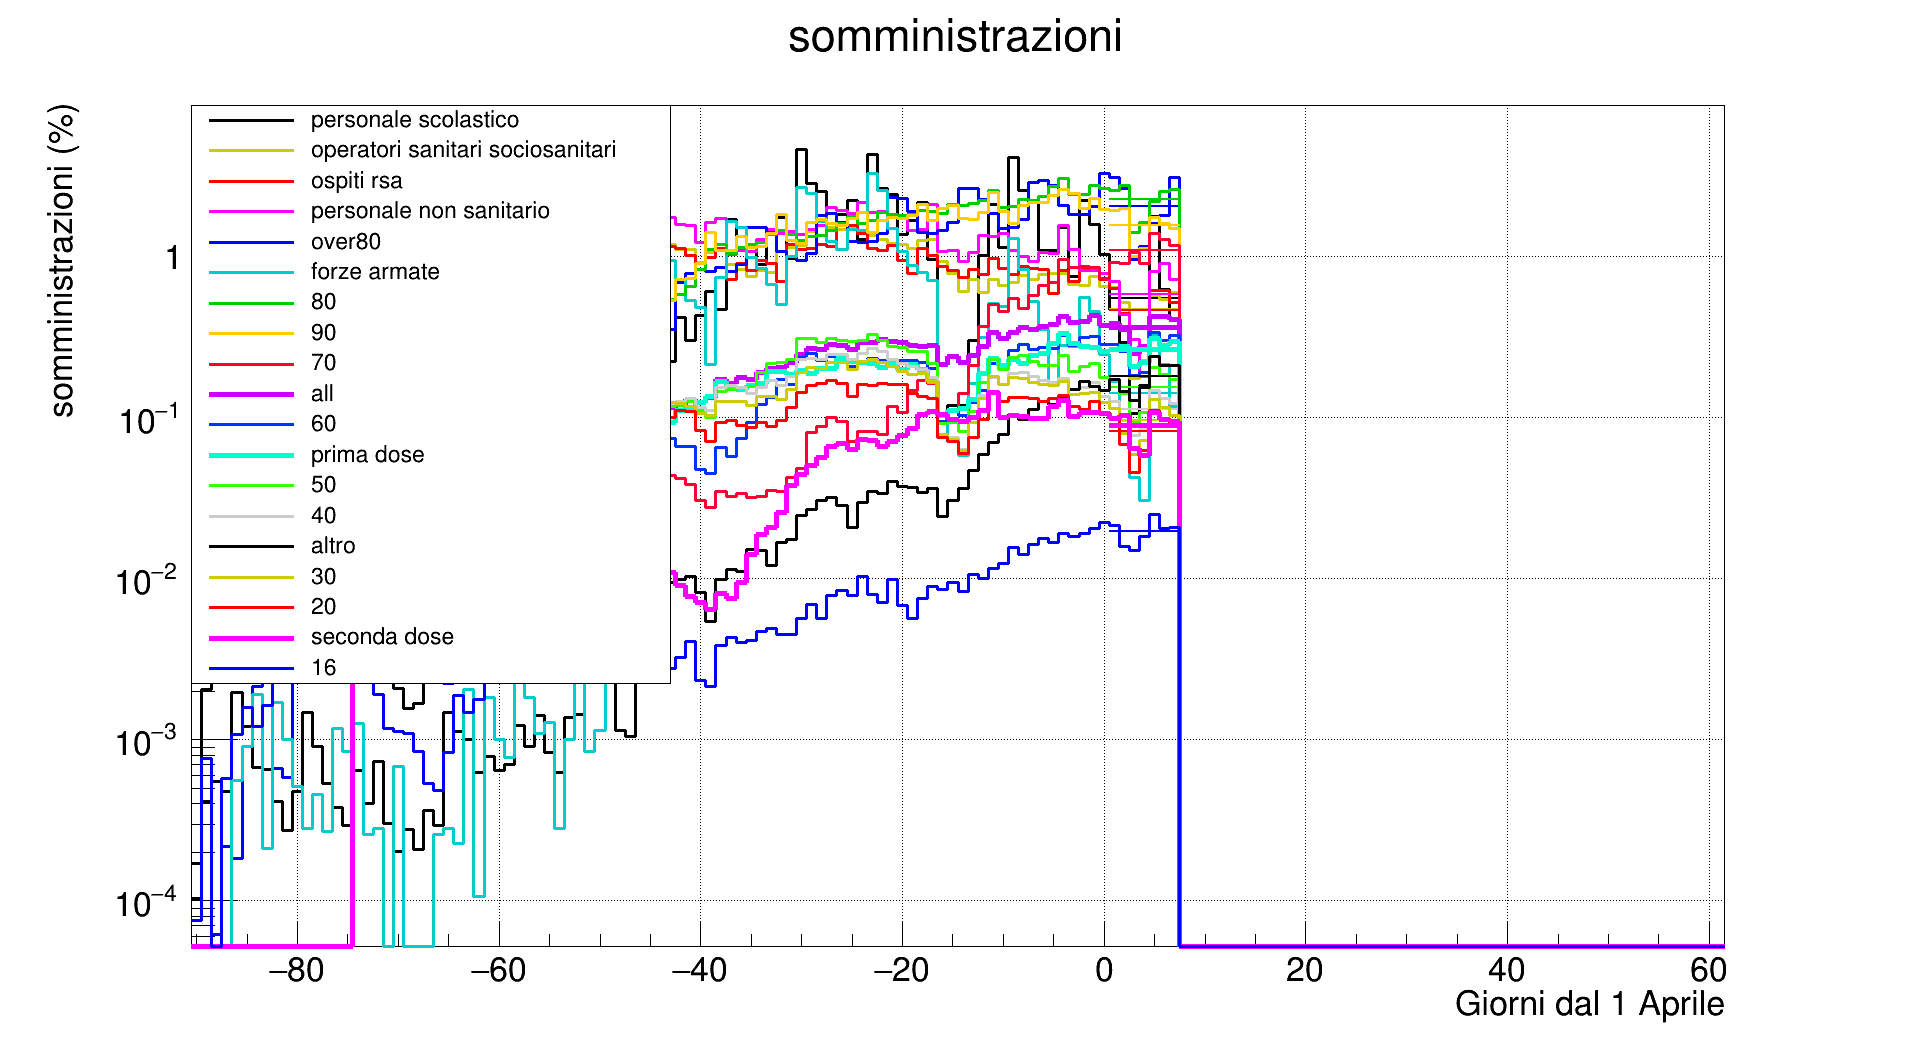 somministrazioni
somministrazioni (%)
personale scolastico
operatori sanitari sociosanitari
ospiti rsa
personale non sanitario
over80
forze armate
80
90
70
all
60
prima dose
50
40
altro
30
20
seconda dose
16
1
10⁻¹
10⁻²
10⁻³
10⁻⁴
−80 −60 −40 −20 0 20 40 60
Giorni dal 1 Aprile